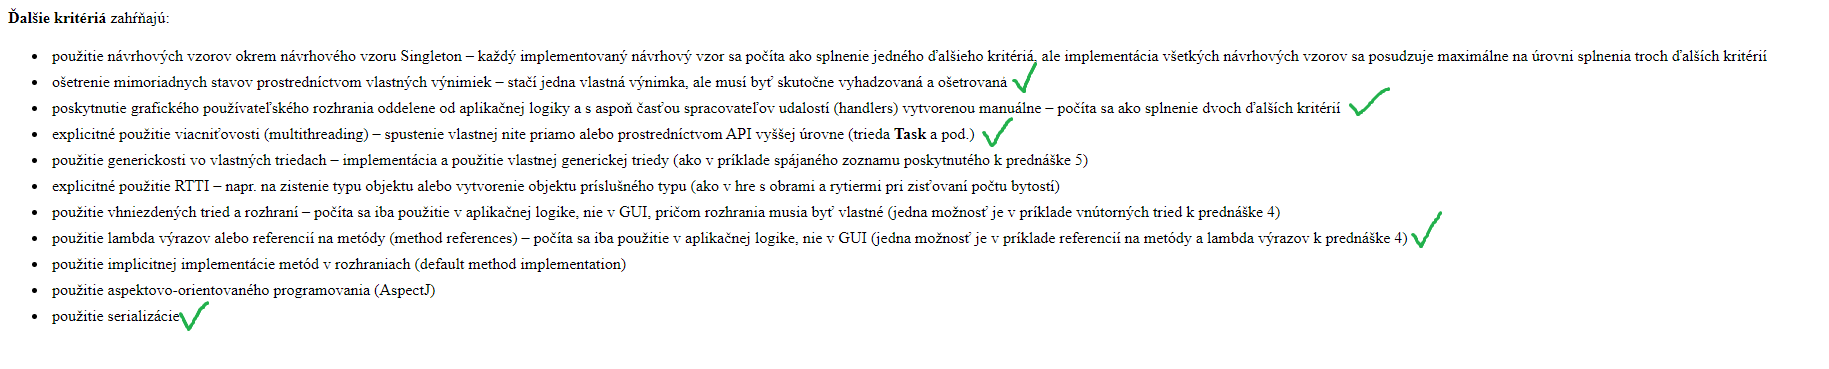 Ďalšie kritériá zahŕňajú:
• použitie návrhových vzorov okrem návrhového vzoru Singleton – každý implementovaný návrhový vzor sa počíta ako splnenie jedného ďalšieho kritériá, ale implementácia všetkých návrhových vzorov sa posudzuje maximálne na úrovni splnenia troch ďalších kritérií
• ošetrenie mimoriadnych stavov prostredníctvom vlastných výnimiek – stačí jedna vlastná výnimka, ale musí byť skutočne vyhadzovaná a ošetrovaná
• poskytnutie grafického používateľského rozhrania oddelene od aplikačnej logiky a s aspoň časťou spracovateľov udalostí (handlers) vytvorenou manuálne – počíta sa ako splnenie dvoch ďalších kritérií
• explicitné použitie viacniťovosti (multithreading) – spustenie vlastnej nite priamo alebo prostredníctvom API vyššej úrovne (trieda Task a pod.)
• použitie generickosti vo vlastných triedach – implementácia a použitie vlastnej generickej triedy (ako v príklade spájaného zoznamu poskytnutého k prednáške 5)
• explicitné použitie RTTI – napr. na zistenie typu objektu alebo vytvorenie objektu príslušného typu (ako v hre s obrami a rytiermi pri zisťovaní počtu bytostí)
• použitie vhniezdených tried a rozhraní – počíta sa iba použitie v aplikačnej logike, nie v GUI, pričom rozhrania musia byť vlastné (jedna možnosť je v príklade vnútorných tried k prednáške 4)
• použitie lambda výrazov alebo referencií na metódy (method references) – počíta sa iba použitie v aplikačnej logike, nie v GUI (jedna možnosť je v príklade referencií na metódy a lambda výrazov k prednáške 4)
• použitie implicitnej implementácie metód v rozhraniach (default method implementation)
• použitie aspektovo-orientovaného programovania (AspectJ)
• použitie serializácie